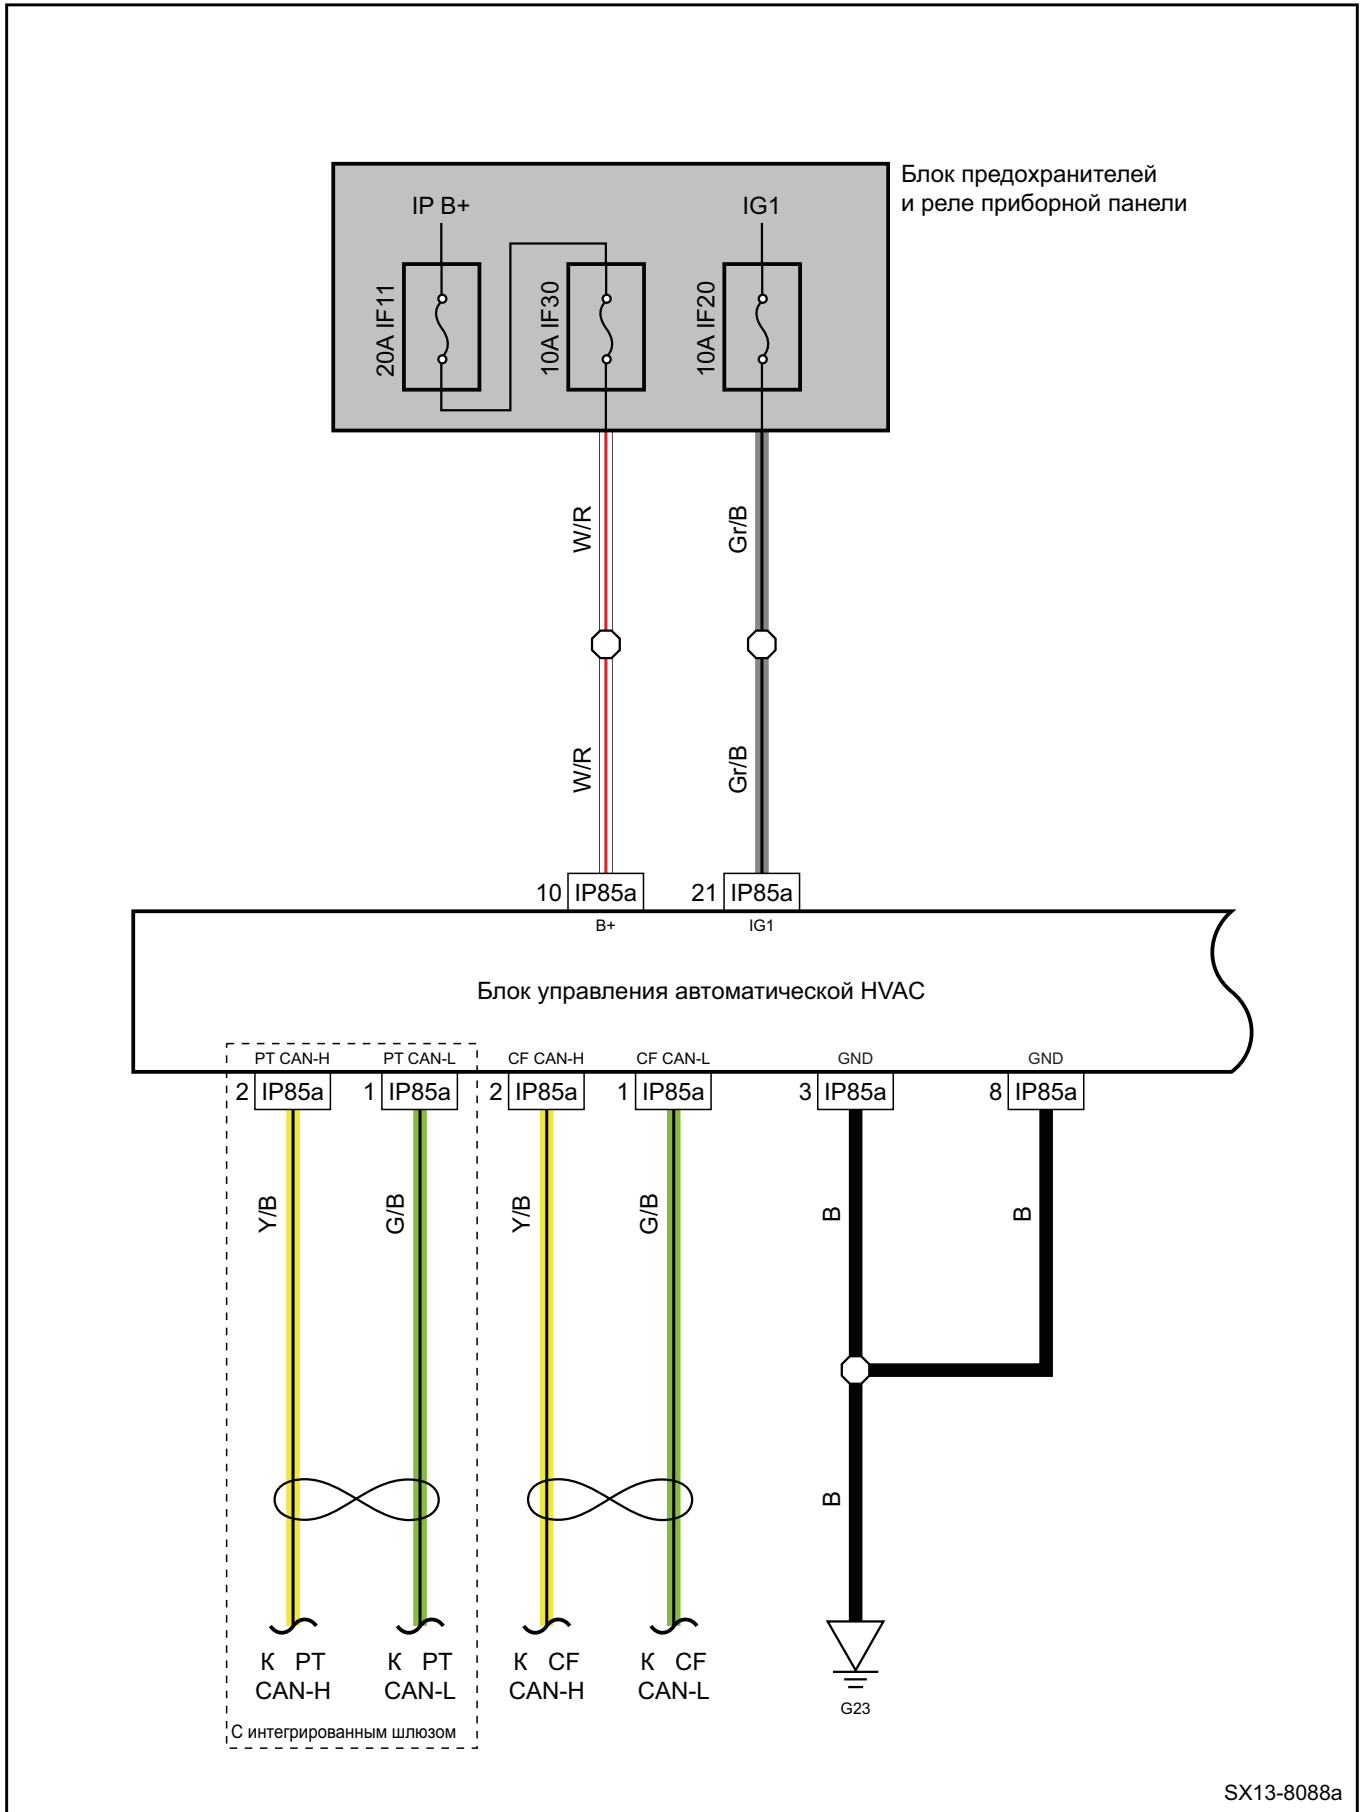 Блок предохранителей
и реле приборной панели
IP B+
IG1
20A IF11
10A IF30
10A IF20
W/R
Gr/B
W/R
Gr/B
10 IP85a
21 IP85a
B+
IG1
Блок управления автоматической HVAC
PT CAN-H
PT CAN-L
CF CAN-H
CF CAN-L
GND
GND
2 IP85a
1 IP85a
2 IP85a
1 IP85a
3 IP85a
8 IP85a
Y/B
G/B
Y/B
G/B
B
B
B
К PT
CAN-H
К PT
CAN-L
К CF
CAN-H
К CF
CAN-L
G23
С интегрированным шлюзом
SX13-8088a